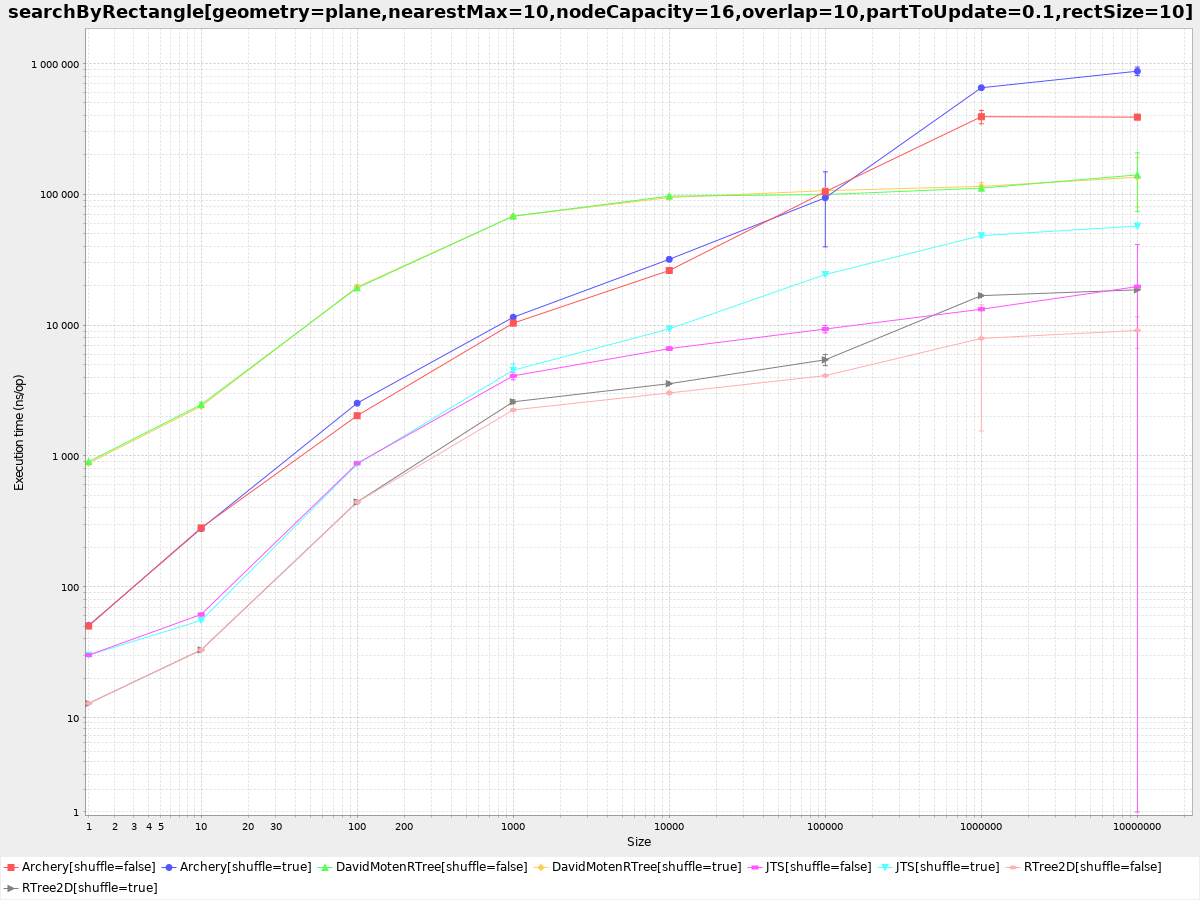 searchByRectangle[geometry=plane,nearestMax=10,nodeCapacity=16,overlap=10,partToUpdate=0.1,rectSize=10]
1 000 000
100 000
10 000
1 000
100
10
1
Execution time (ns/op)
1 2 3 4 5 10 20 30 100 200 1000 10000 100000 1000000 10000000
Size
Archery[shuffle=false] Archery[shuffle=true] DavidMotenRTree[shuffle=false] DavidMotenRTree[shuffle=true] JTS[shuffle=false] JTS[shuffle=true] RTree2D[shuffle=false]
RTree2D[shuffle=true]